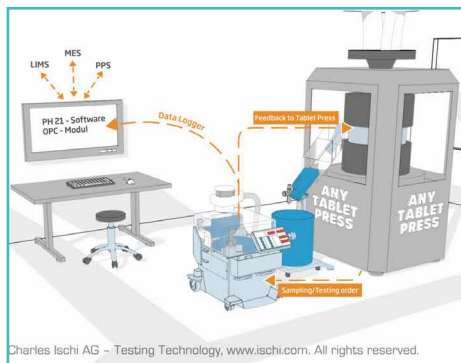 MES
LIMS
PPS
PH 21 - Software
OPC - Modul
Data Logger
Feedback to Tablet Press
ANY
TABLET
PRESS
ANY
TABLET
PRESS
Sampling/Testing order
Charles Ischi AG – Testing Technology, www.ischi.com. All rights reserved.